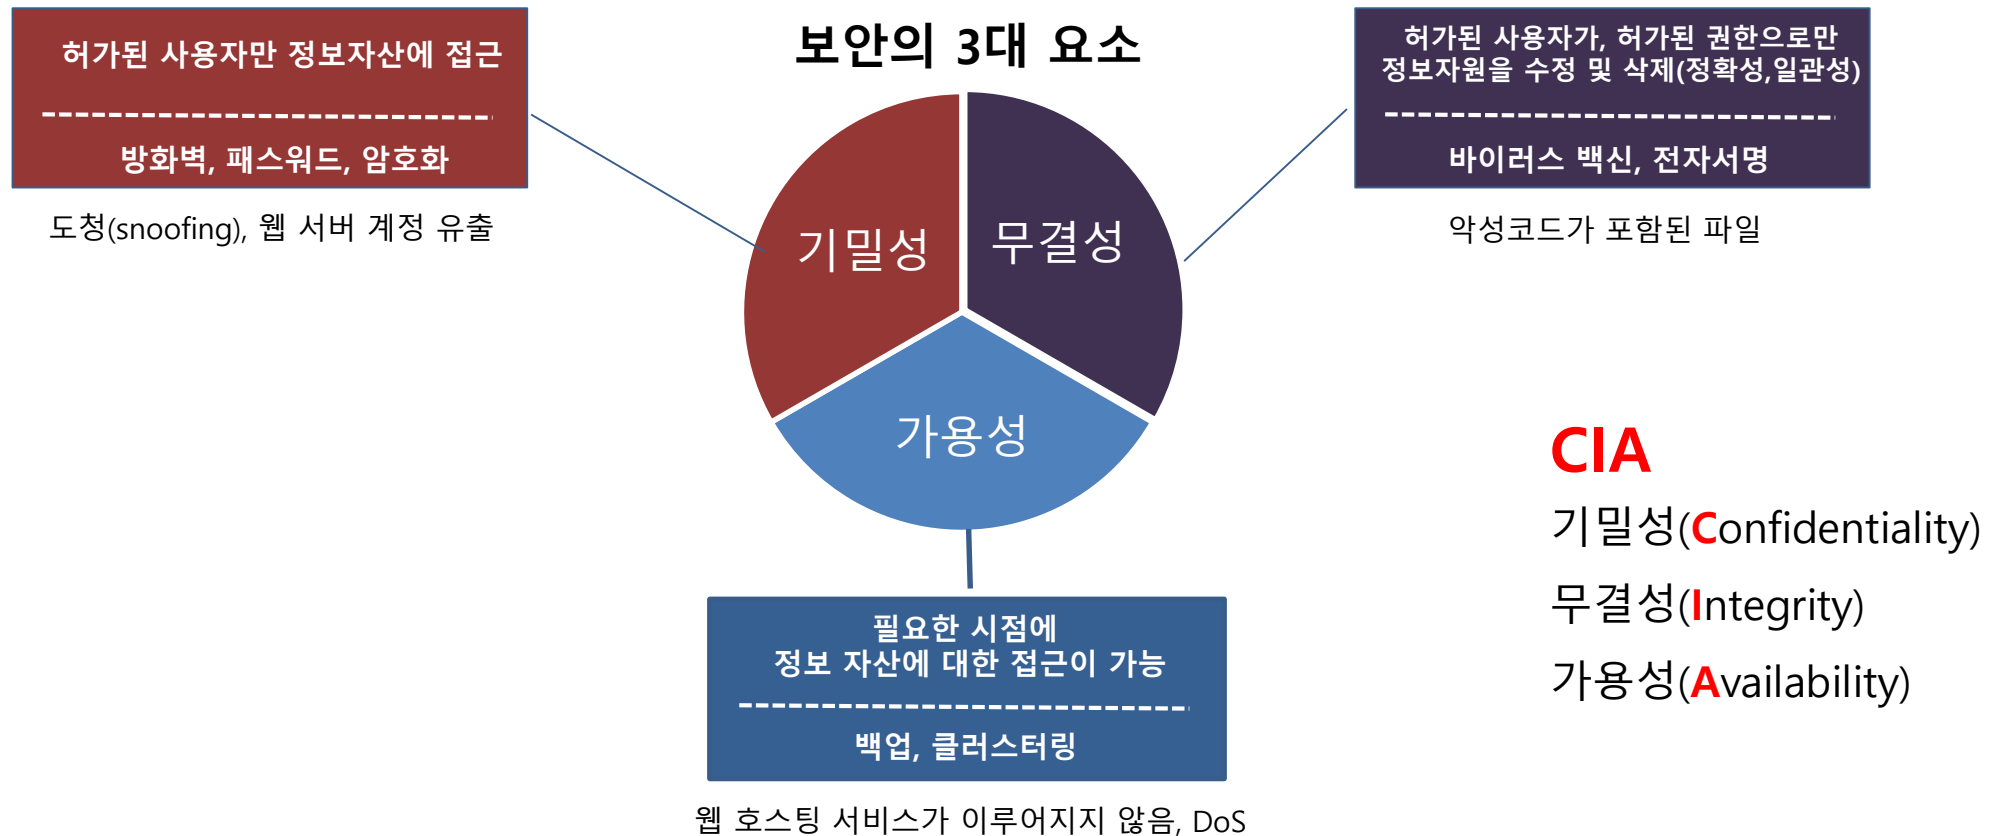 보안의 3대 요소
허가된 사용자만 정보자산에 접근
방화벽, 패스워드, 암호화
도청(snoofing), 웹 서버 계정 유출
허가된 사용자가, 허가된 권한으로만
정보자원을 수정 및 삭제(정확성,일관성)
바이러스 백신, 전자서명
악성코드가 포함된 파일
기밀성
무결성
가용성
필요한 시점에
정보 자산에 대한 접근이 가능
백업, 클러스터링
웹 호스팅 서비스가 이루어지지 않음, DoS
CIA
기밀성(Confidentiality)
무결성(Integrity)
가용성(Availability)